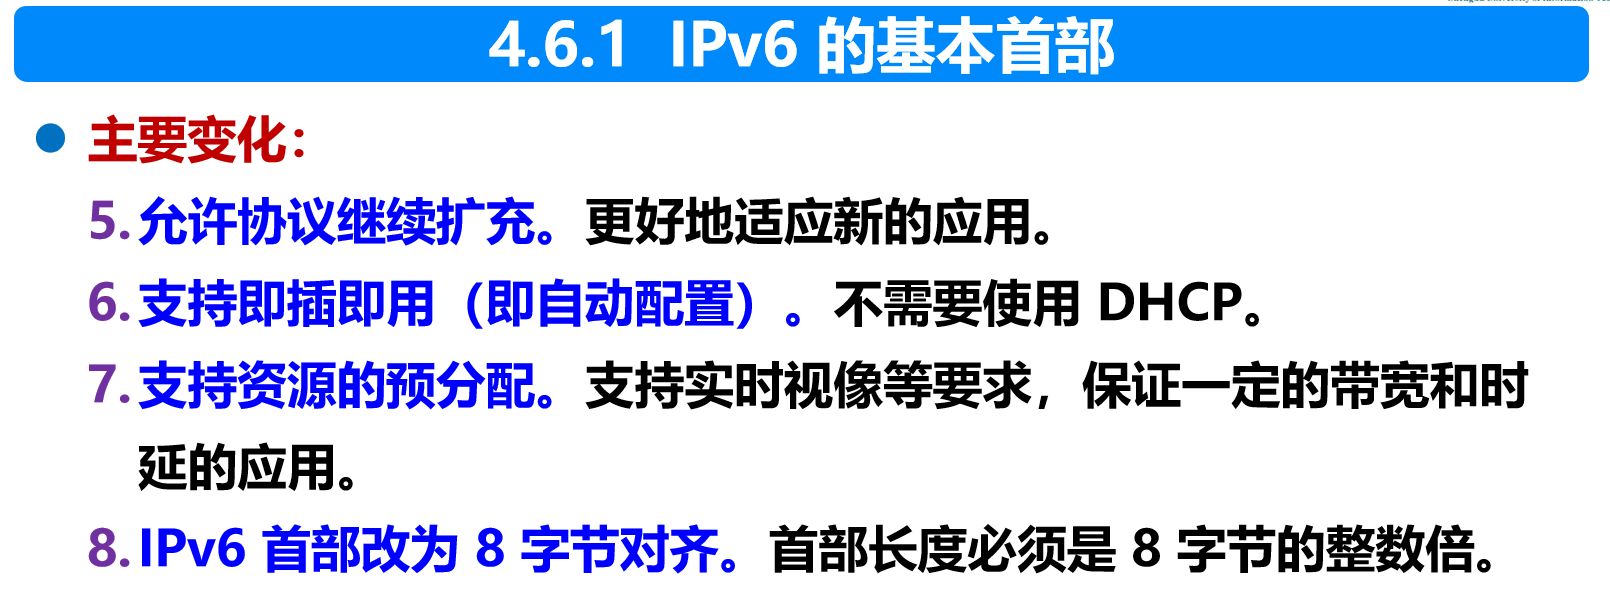 4.6.1 IPv6 的基本首部
主要变化：
5. 允许协议继续扩充。更好地适应新的应用。
6. 支持即插即用（即自动配置）。不需要使用 DHCP。
7. 支持资源的预分配。支持实时视像等要求，保证一定的带宽和时
延的应用。
8. IPv6 首部改为 8 字节对齐。首部长度必须是 8 字节的整数倍。